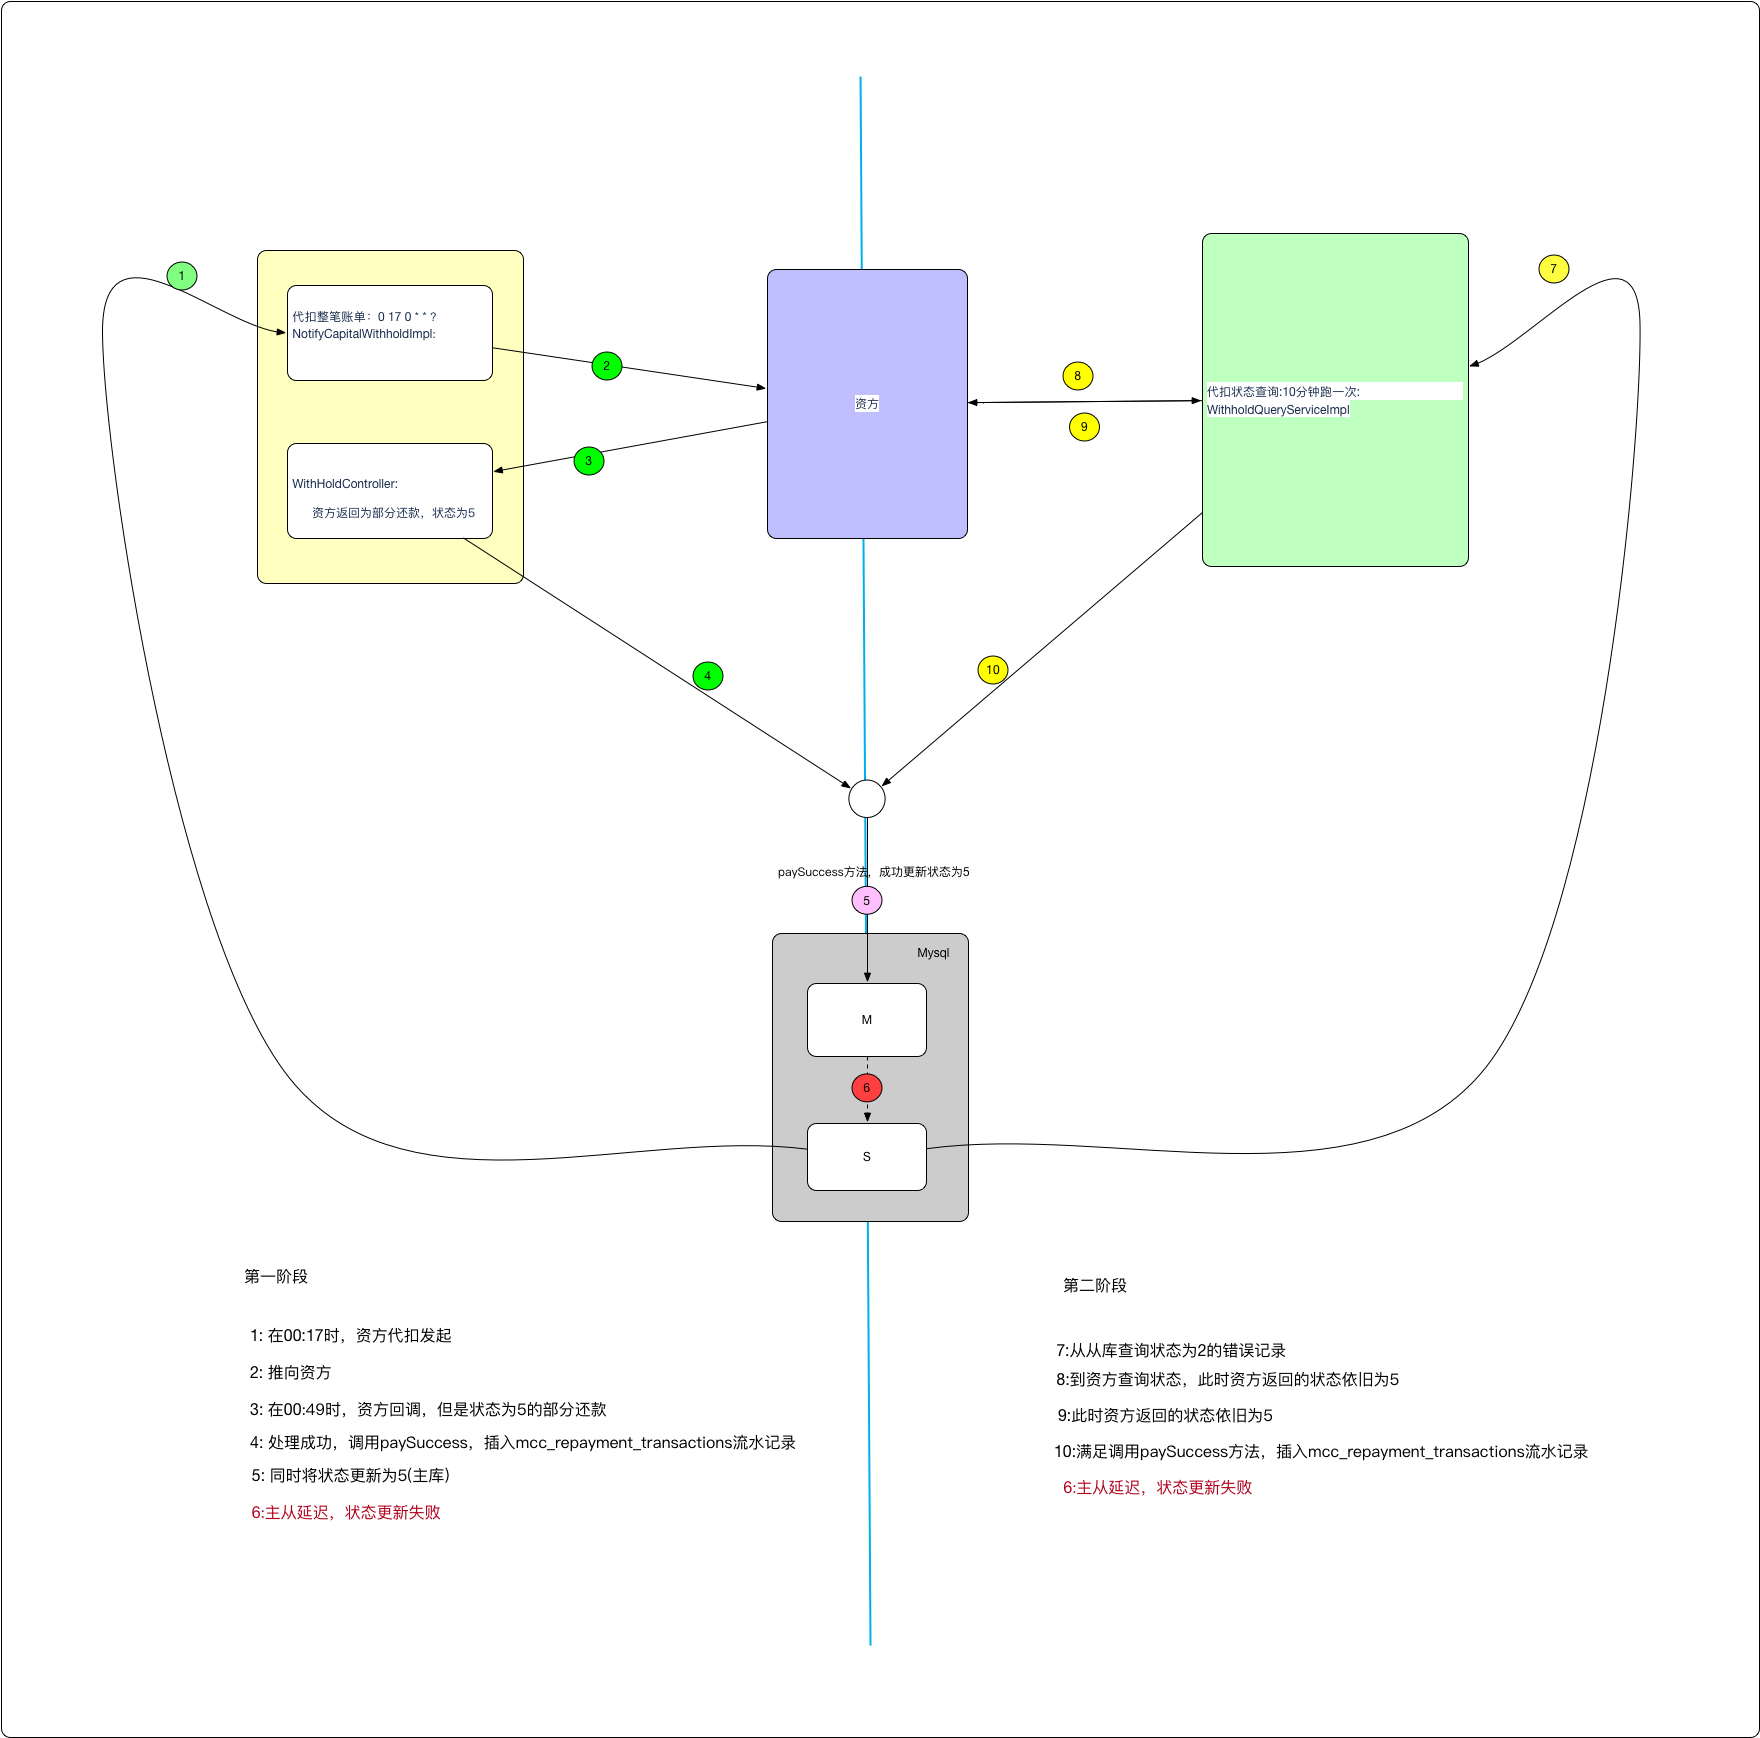 1
7
代扣整笔账单：0 17 0 * * ?
NotifyCapitalWithholdImpl:
2
8
资方
代扣状态查询:10分钟跑一次:
WithholdQueryServiceImpl
9
3
WithHoldController:
资方返回为部分还款，状态为5
4
10
paySuccess方法，成功更新状态为5
5
Mysql
M
6
S
第一阶段
1: 在00:17时，资方代扣发起
2: 推向资方
3: 在00:49时，资方回调，但是状态为5的部分还款
4: 处理成功，调用paySuccess，插入mcc_repayment_transactions流水记录
5: 同时将状态更新为5(主库)
6:主从延迟，状态更新失败
第二阶段
7:从从库查询状态为2的错误记录
8:到资方查询状态，此时资方返回的状态依旧为5
9:此时资方返回的状态依旧为5
10:满足调用paySuccess方法，插入mcc_repayment_transactions流水记录
6:主从延迟，状态更新失败